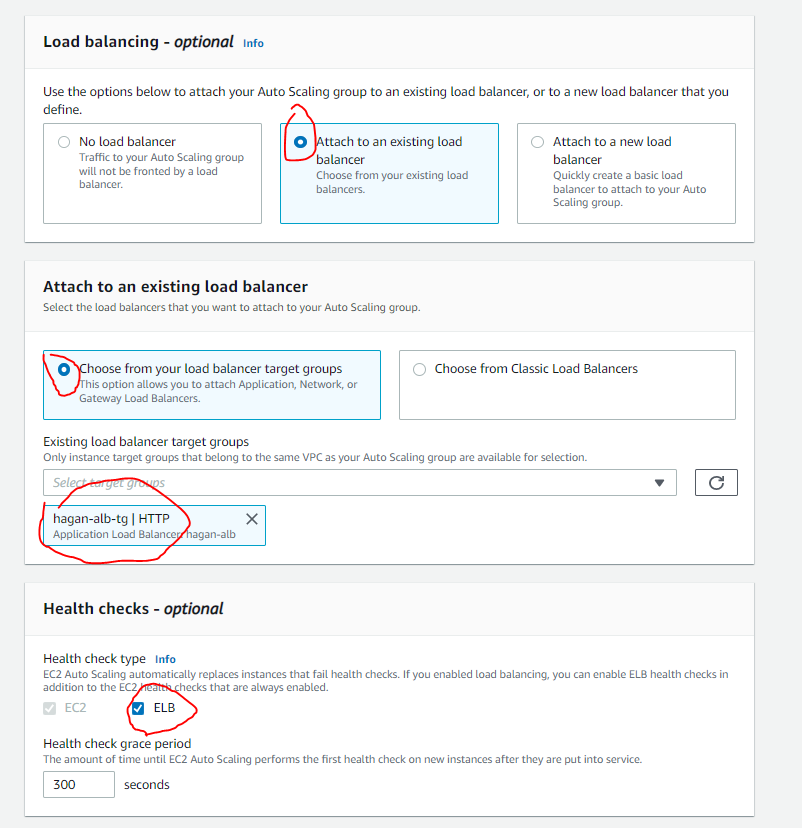 Load balancing - optional Info
Use the options below to attach your Auto Scaling group to an existing load balancer, or to a new load balancer that you
define.
No load balancer
Traffic to your Auto Scaling group
will not be fronted by a load
balancer.
Attach to an existing load
balancer
Choose from your existing load
balancers.
Attach to a new load
balancer
Quickly create a basic load
balancer to attach to your Auto
Scaling group.
Attach to an existing load balancer
Select the load balancers that you want to attach to your Auto Scaling group.
Choose from your load balancer target groups
This option allows you to attach Application, Network, or
Gateway Load Balancers.
Choose from Classic Load Balancers
Existing load balancer target groups
Only instance target groups that belong to the same VPC as your Auto Scaling group are available for selection.
Select target groups
hagan-alb-tg | HTTP
Application Load Balancer: hagan-alb
Health checks - optional
Health check type Info
EC2 Auto Scaling automatically replaces instances that fail health checks. If you enabled load balancing, you can enable ELB health checks in
addition to the EC2 health checks that are always enabled.
EC2 ELB
Health check grace period
The amount of time until EC2 Auto Scaling performs the first health check on new instances after they are put into service.
300 seconds